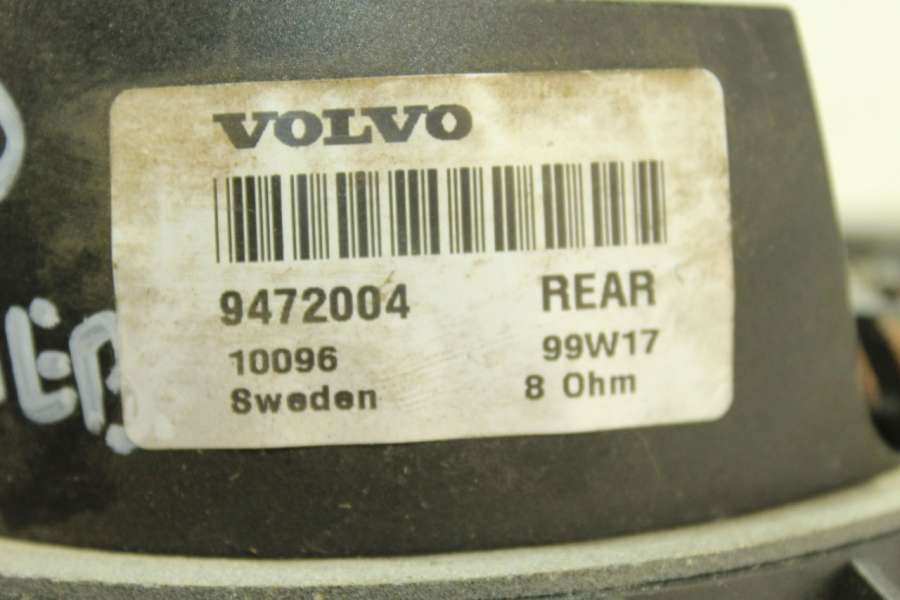 VOLVO
9472004 REAR
10096 99W17
Sweden 8 Ohm